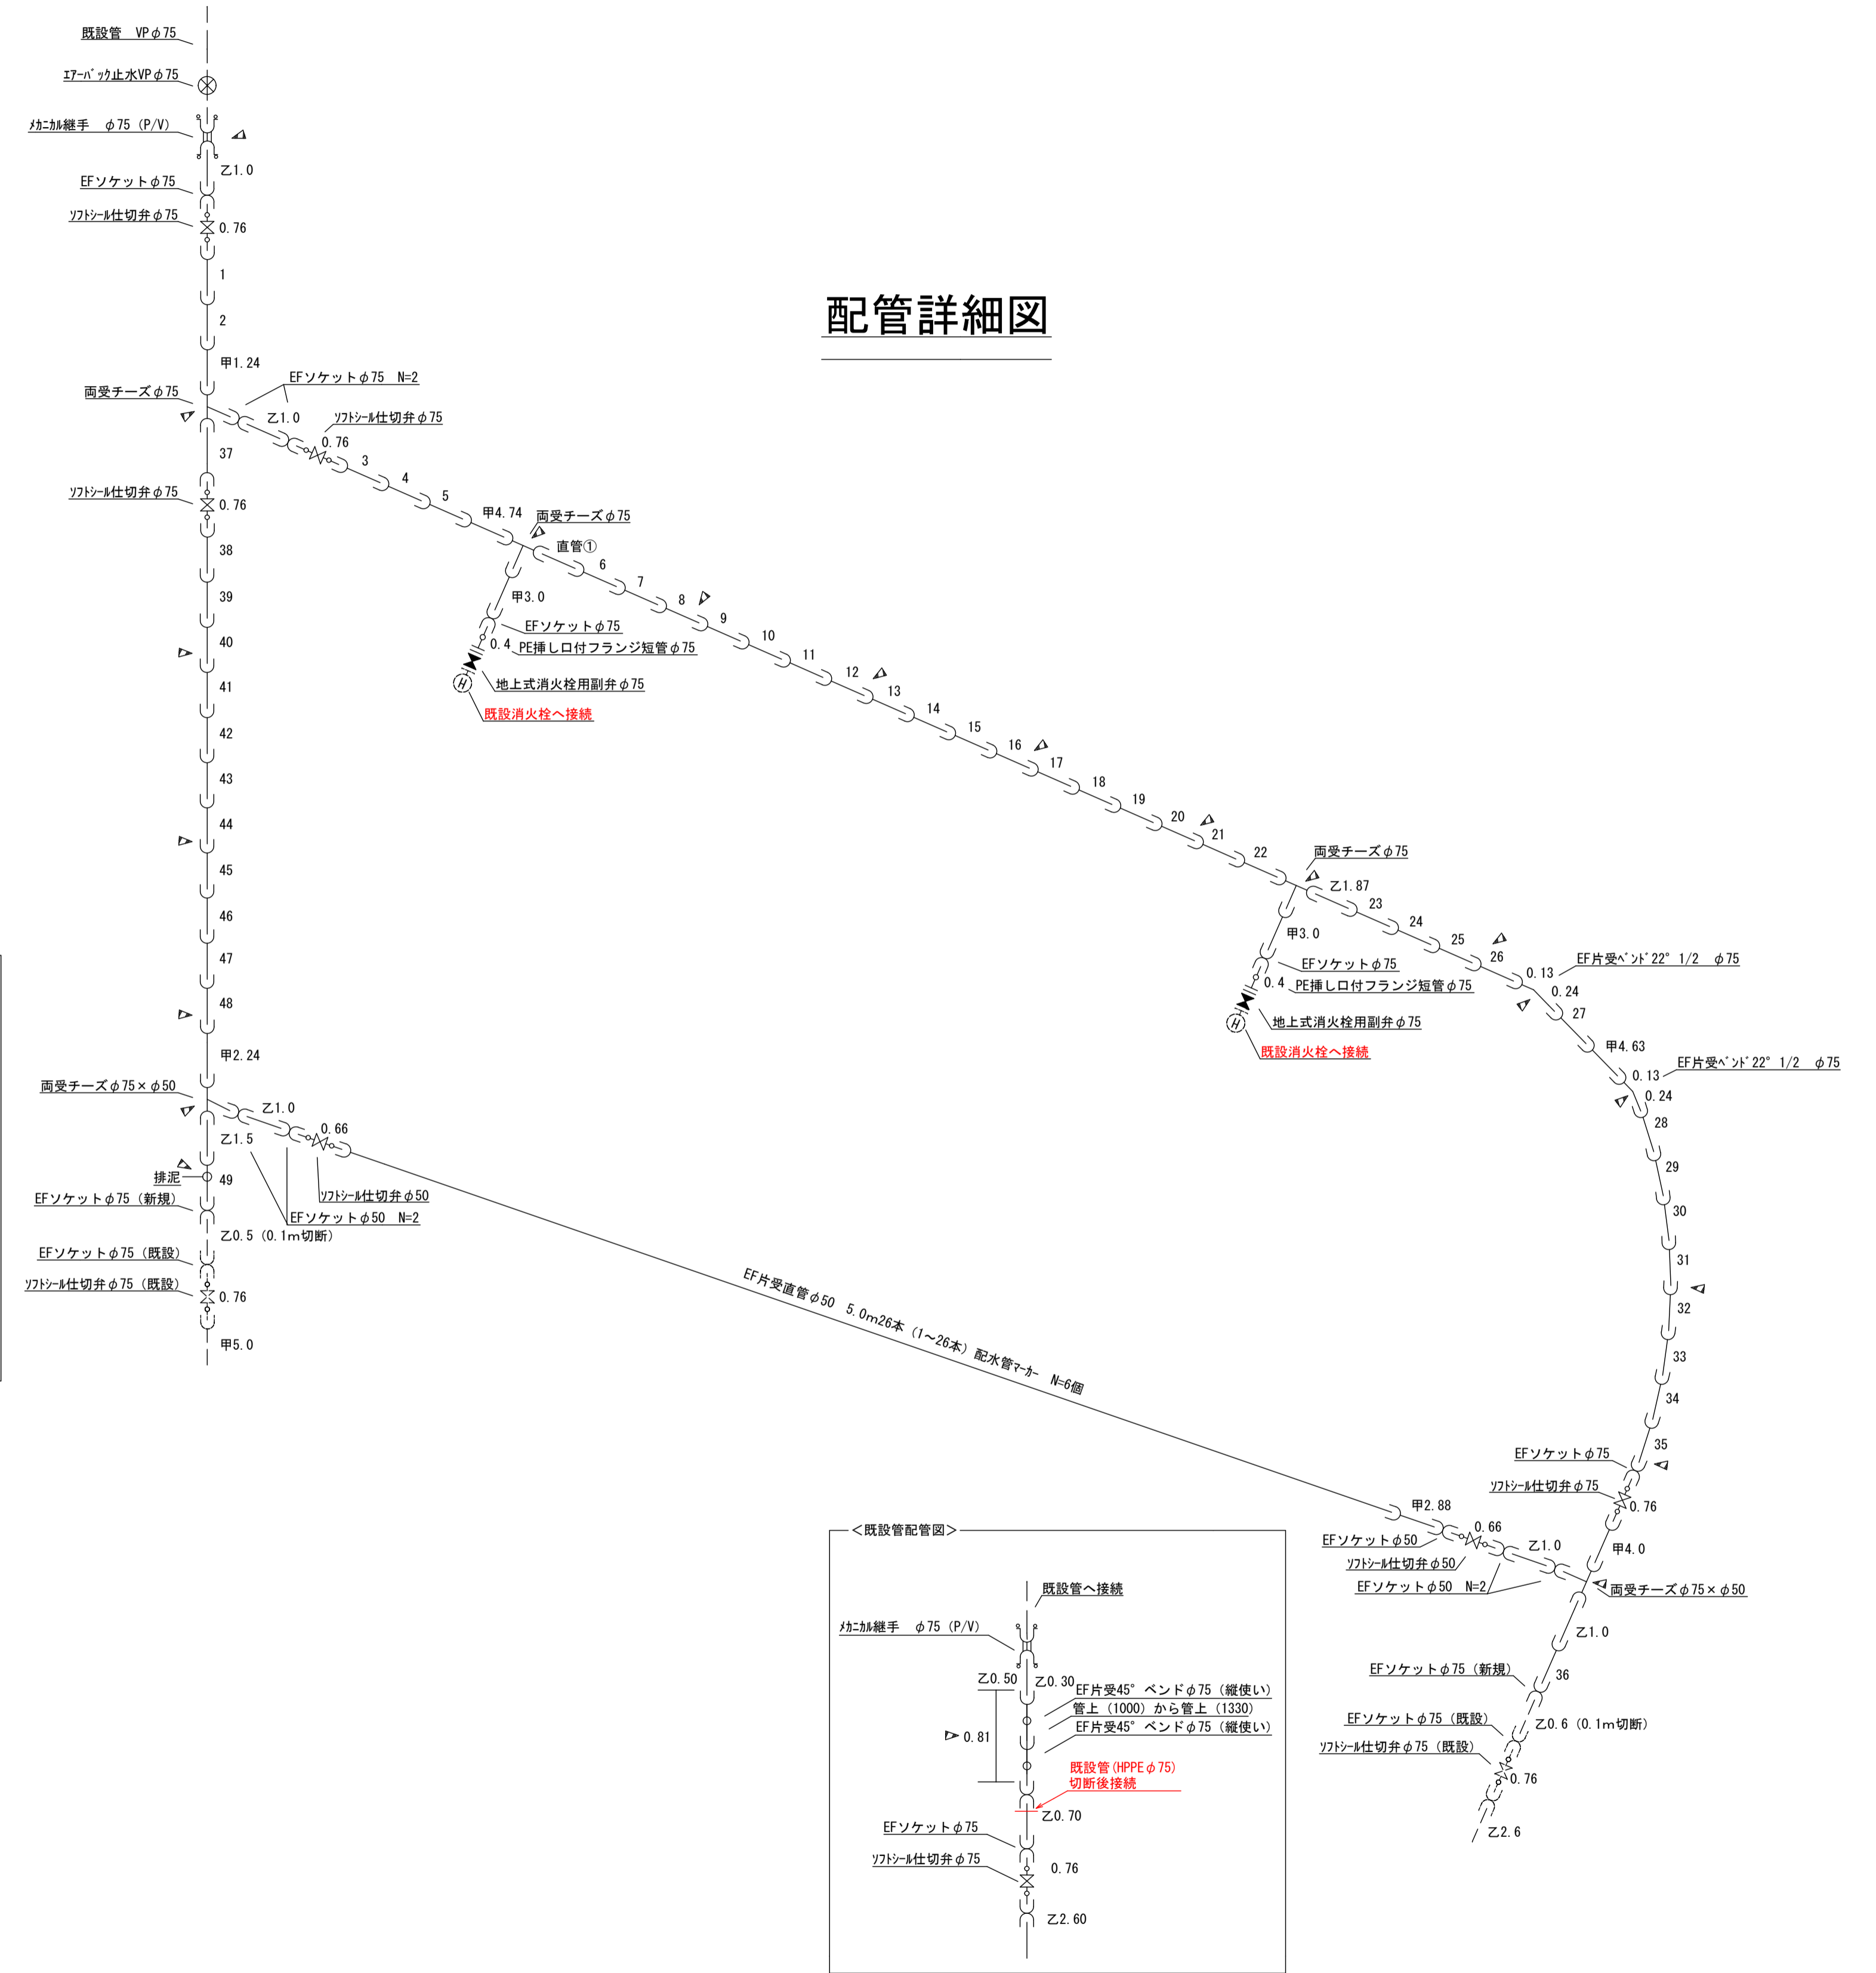 配管詳細図
既設管 VPφ75
ｴｱｰﾊﾞｯｸ止水VPφ75
ﾒｶﾆｶﾙ継手 φ75 (P/V)
乙1.0
EFソケットφ75
ｿﾌﾄｼｰﾙ仕切弁φ75
0.76
1
2
甲1.24
両受チーズφ75
EFソケットφ75 N=2
乙1.0
ｿﾌﾄｼｰﾙ仕切弁φ75
0.76
3
4
5
甲4.74
両受チーズφ75
直管①
甲3.0
EFソケットφ75
0.4
PE挿し口付フランジ短管φ75
地上式消火栓用副弁φ75
H
既設消火栓へ接続
6
7
8
9
10
11
12
13
14
15
16
17
18
19
20
21
22
両受チーズφ75
乙1.87
甲3.0
EFソケットφ75
0.4
PE挿し口付フランジ短管φ75
地上式消火栓用副弁φ75
H
既設消火栓へ接続
23
24
25
26
0.13
EF片受ﾍﾞﾝﾄﾞ22°1/2 φ75
0.24
27
甲4.63
0.13
EF片受ﾍﾞﾝﾄﾞ22°1/2 φ75
0.24
28
29
30
31
32
33
34
35
EFソケットφ75
ｿﾌﾄｼｰﾙ仕切弁φ75
0.76
甲4.0
両受チーズφ75×φ50
乙1.0
36
EFソケットφ75 (新規)
乙0.6 (0.1m切断)
EFソケットφ75 (既設)
ｿﾌﾄｼｰﾙ仕切弁φ75 (既設)
0.76
乙2.6
37
ｿﾌﾄｼｰﾙ仕切弁φ75
0.76
38
39
40
41
42
43
44
45
46
47
48
甲2.24
両受チーズφ75×φ50
乙1.0
0.66
乙1.5
排泥
49
ｿﾌﾄｼｰﾙ仕切弁φ50
EFソケットφ50 N=2
EFソケットφ75 (新規)
乙0.5 (0.1m切断)
EFソケットφ75 (既設)
ｿﾌﾄｼｰﾙ仕切弁φ75 (既設)
0.76
甲5.0
EF片受直管φ50 5.0m26本 (1～26本) 配水管ﾏｰｶｰ N=6個
甲2.88
0.66
乙1.0
EFソケットφ50
ｿﾌﾄｼｰﾙ仕切弁φ50
EFソケットφ50 N=2
＜既設管配管図＞
既設管へ接続
ﾒｶﾆｶﾙ継手 φ75 (P/V)
乙0.50
乙0.30
EF片受45°ベンドφ75 (縦使い)
管上 (1000) から管上 (1330)
EF片受45°ベンドφ75 (縦使い)
0.81
既設管(HPPEφ75)
切断後接続
乙0.70
EFソケットφ75
ｿﾌﾄｼｰﾙ仕切弁φ75
0.76
乙2.60